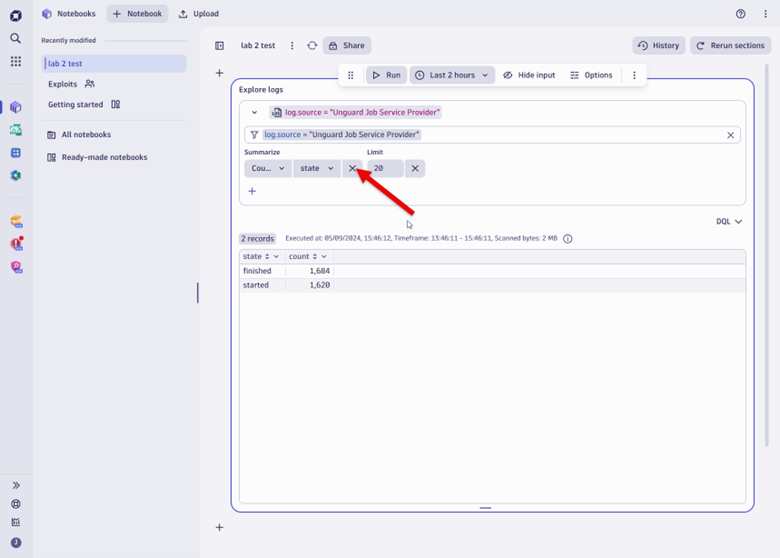 Notebooks
Notebook
Upload
Recently modified
lab 2 test
Exploits
Getting started
All notebooks
Ready-made notebooks
lab 2 test
Share
History
Rerun sections
Run
Last 2 hours
Hide input
Options
Explore logs
log.source = "Unguard Job Service Provider"
log.source = "Unguard Job Service Provider"
Summarize
Limit
Cou...
state
20
DQL
2 records
Executed at: 05/09/2024, 15:46:12, Timeframe: 13:46:11 - 15:46:11, Scanned bytes: 2 MB
state
count
finished
1,684
started
1,620